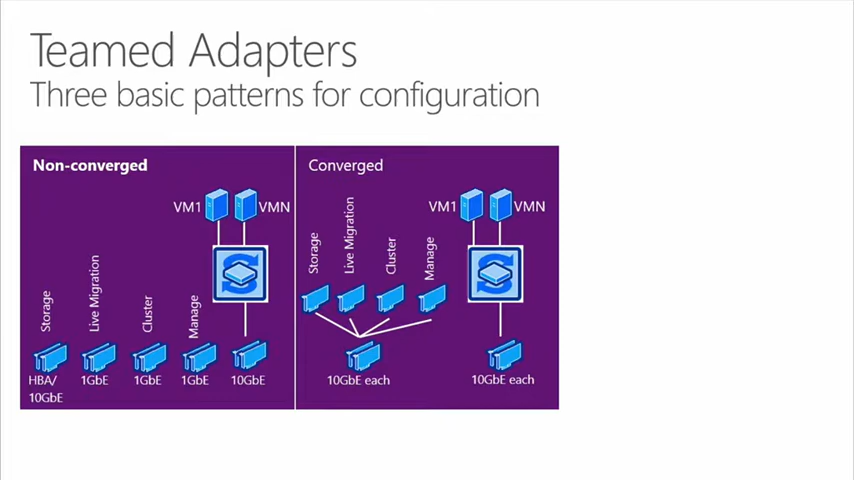 Teamed Adapters
Three basic patterns for configuration
Non-converged
VM1
VMN
Storage
Live Migration
Cluster
Manage
HBA/
10GbE
1GbE
1GbE
1GbE
10GbE
Converged
VM1
VMN
Storage
Live Migration
Cluster
Manage
10GbE each
10GbE each